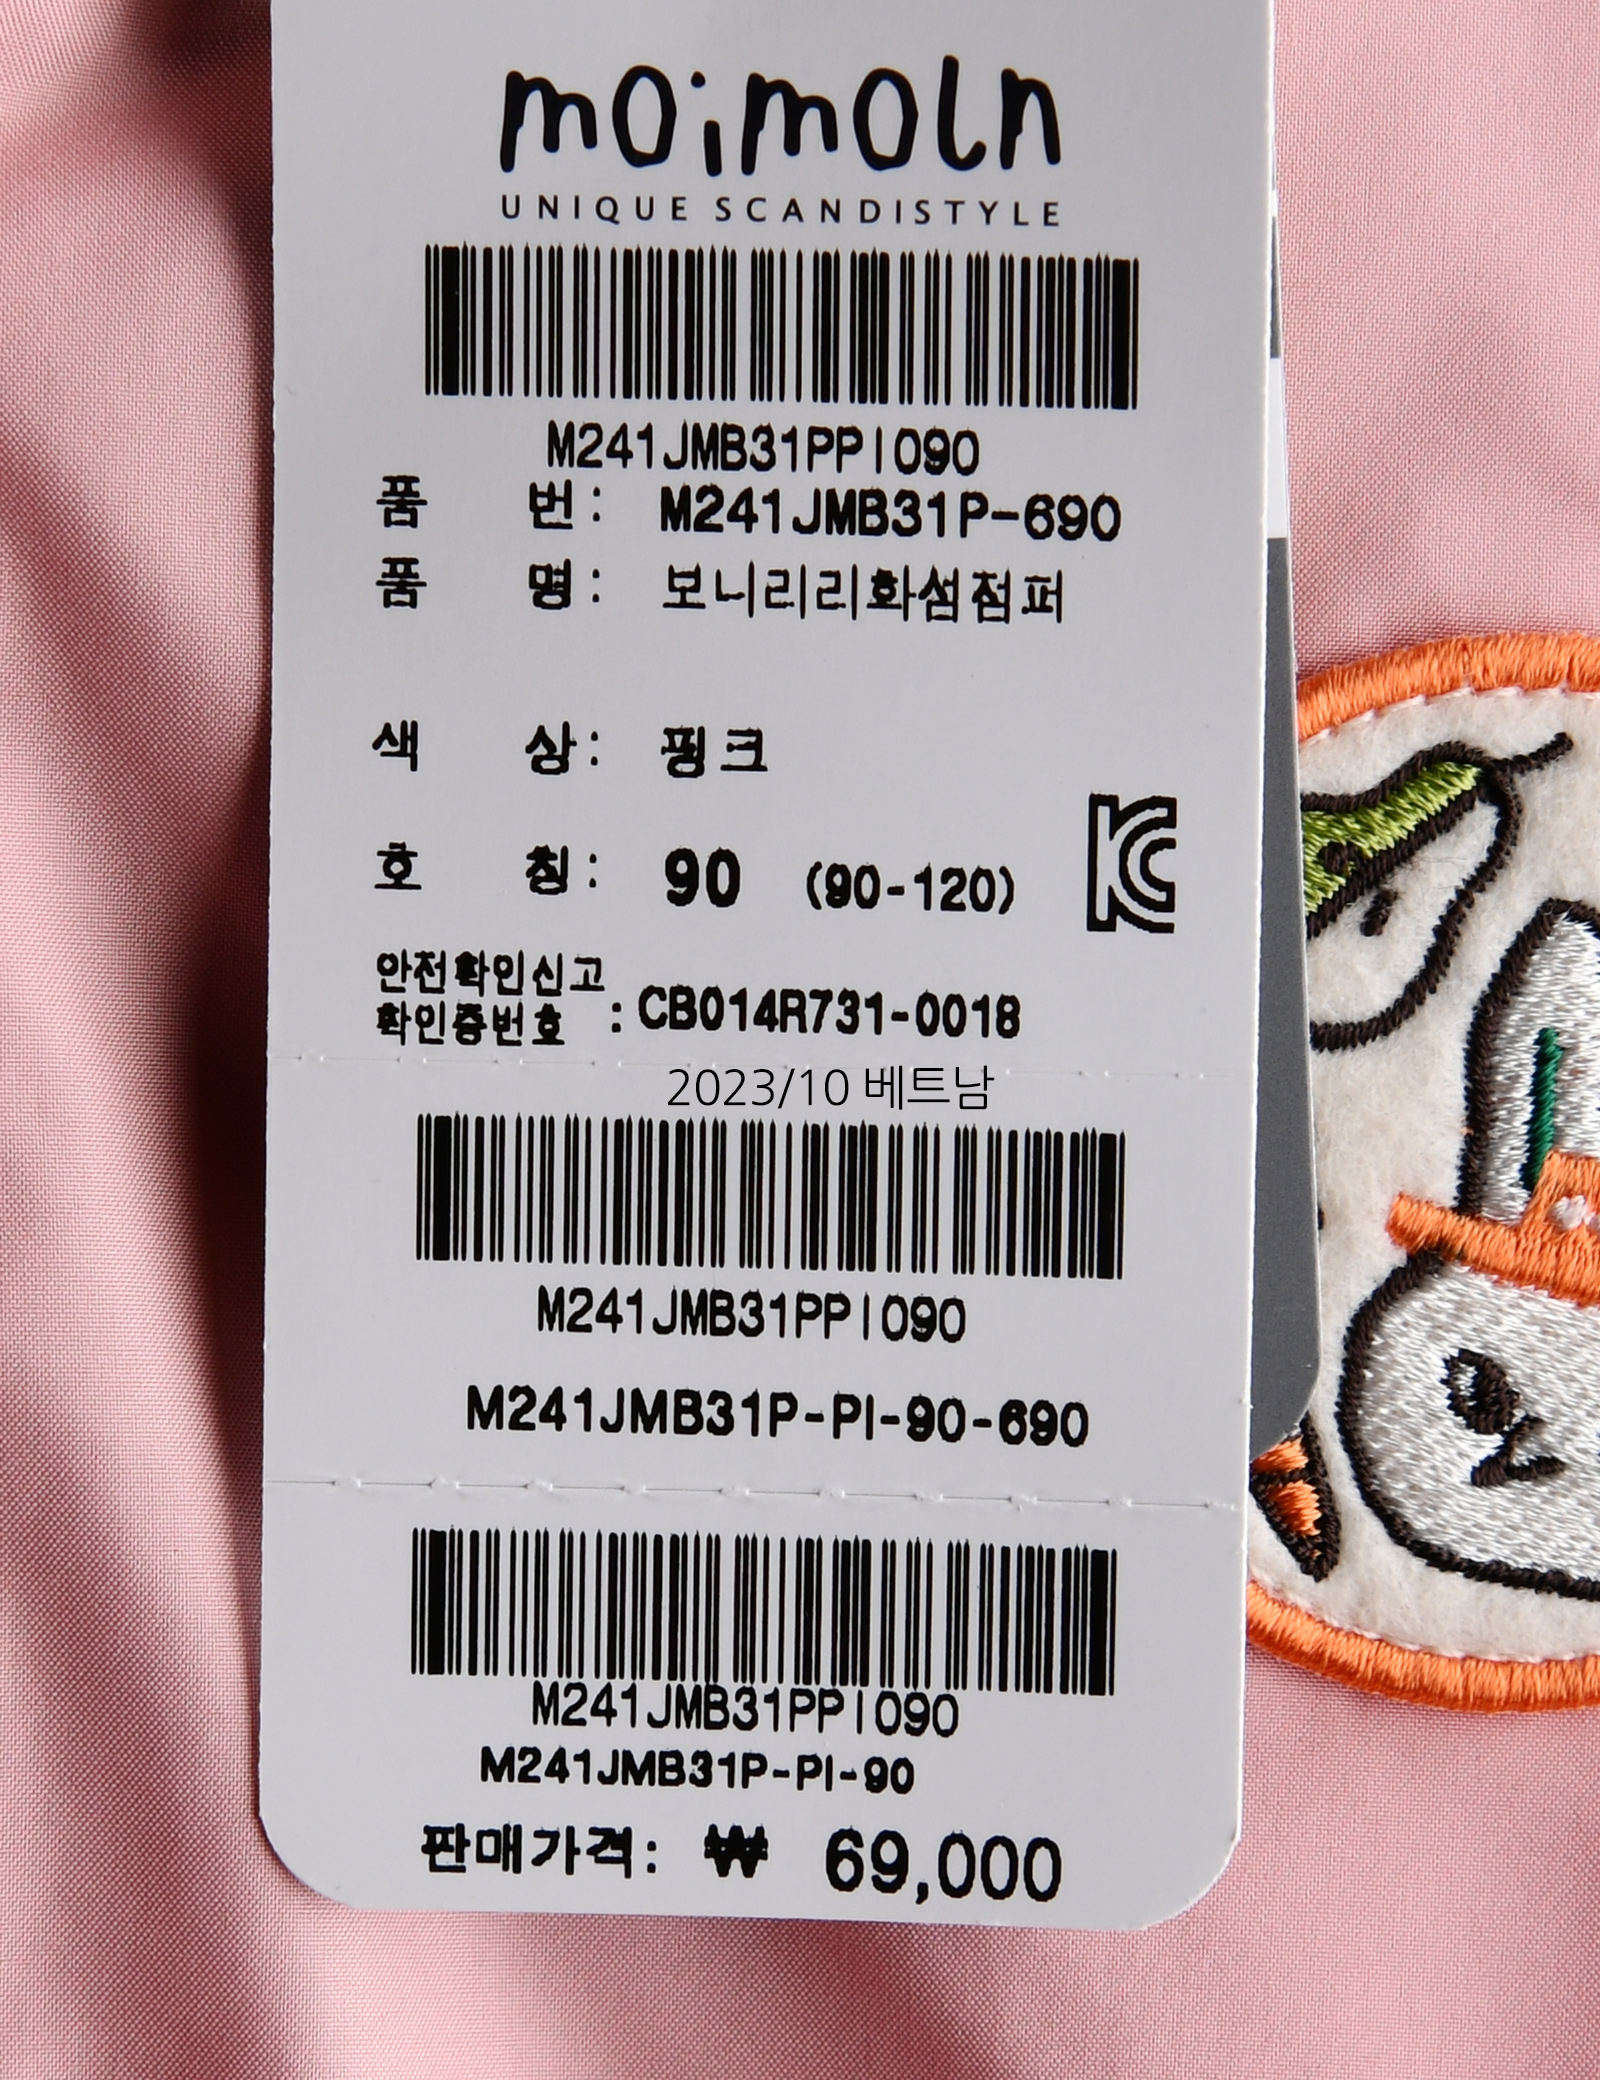 moimoln
UNIQUE SCANDISTYLE
M241JMB31PPI090
품 번: M241JMB31P-690
품 명: 보니리리화섬점퍼
색 상: 핑크
호 칭: 90 (90-120)
안전확인신고
확인증번호 : CB014R731-0018
2023/10 베트남
M241JMB31PPI090
M241JMB31P-PI-90-690
M241JMB31PPI090
M241JMB31P-PI-90
판매가격: ₩ 69,000